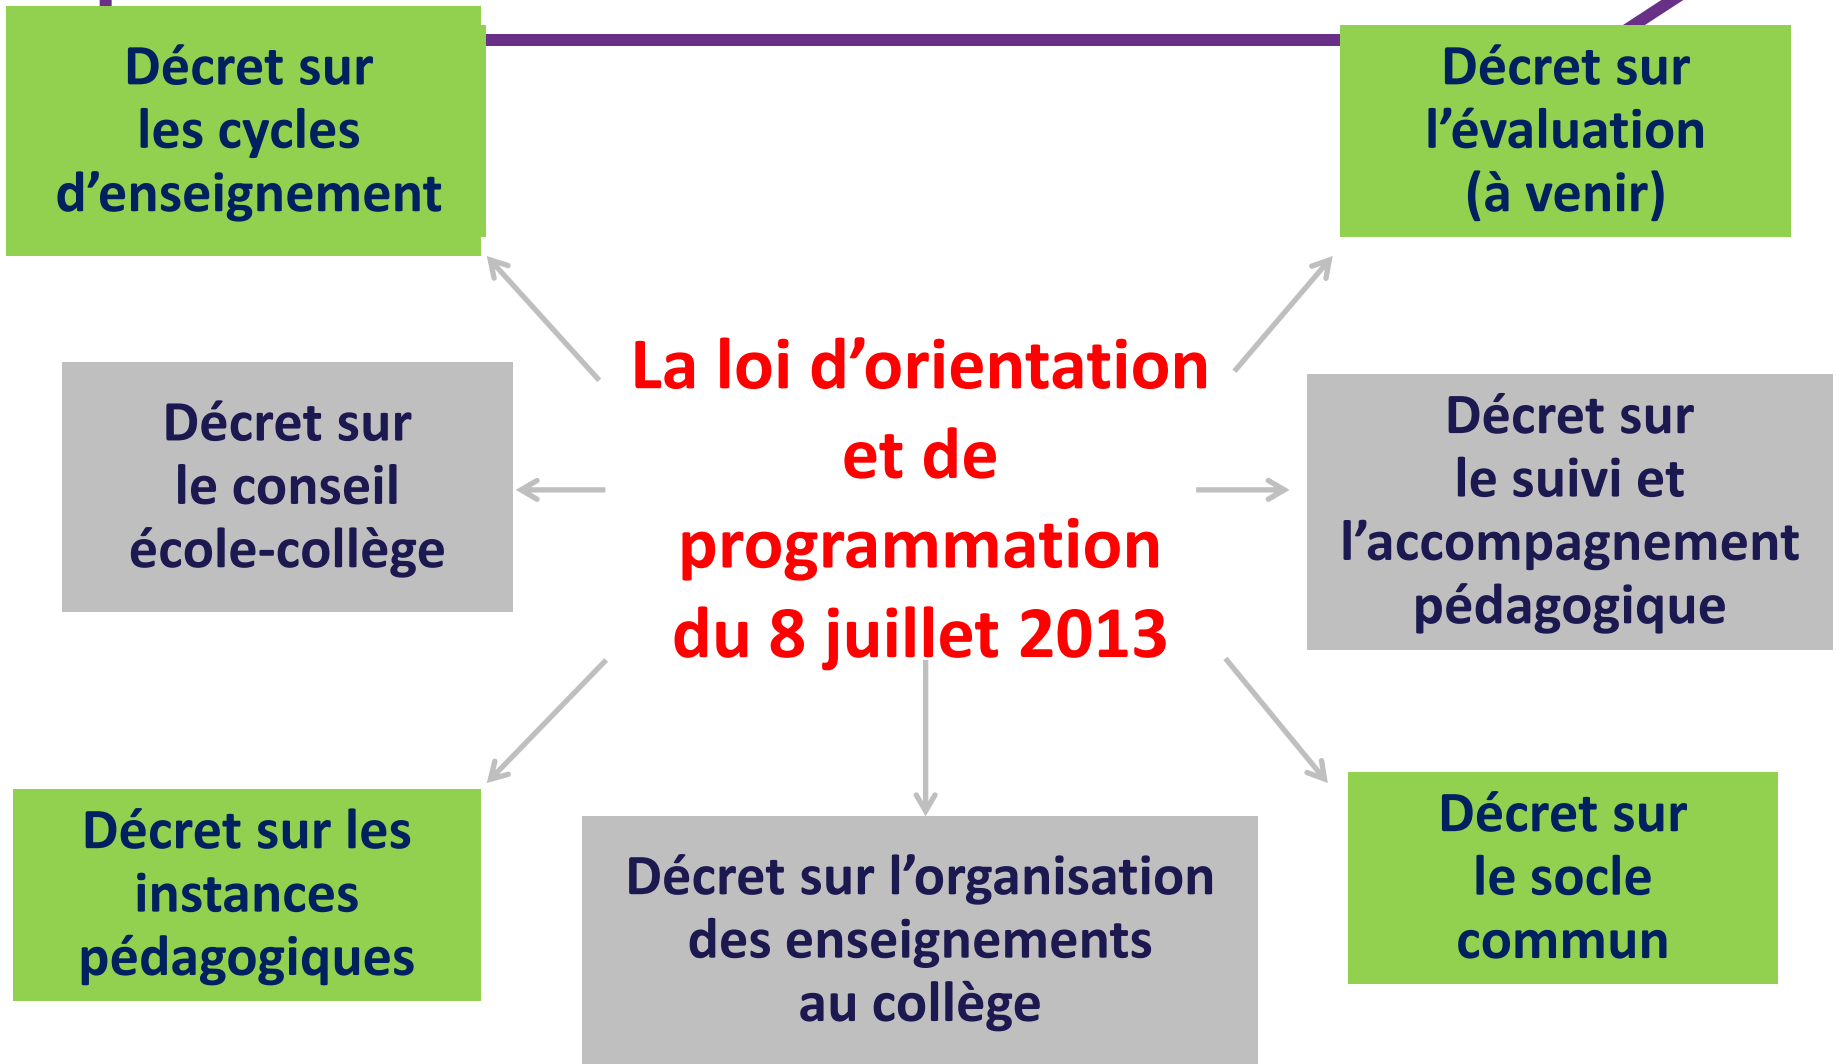 Décret sur
les cycles
d’enseignement
Décret sur
l’évaluation
(à venir)
La loi d’orientation
et de
programmation
du 8 juillet 2013
Décret sur
le conseil
école-collège
Décret sur
le suivi et
l’accompagnement
pédagogique
Décret sur les
instances
pédagogiques
Décret sur l’organisation
des enseignements
au collège
Décret sur
le socle
commun